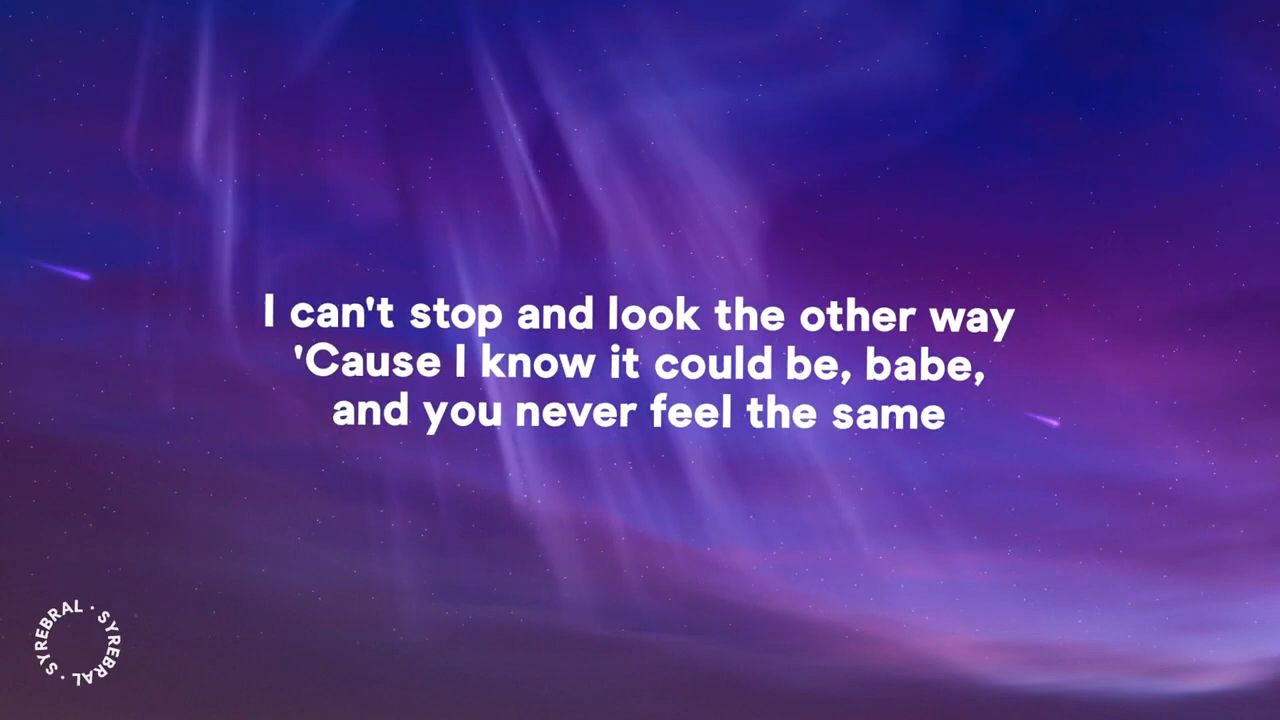 I can't stop and look the other way
'Cause I know it could be, babe,
and you never feel the same
SYREBRAL · SYREBRAL ·